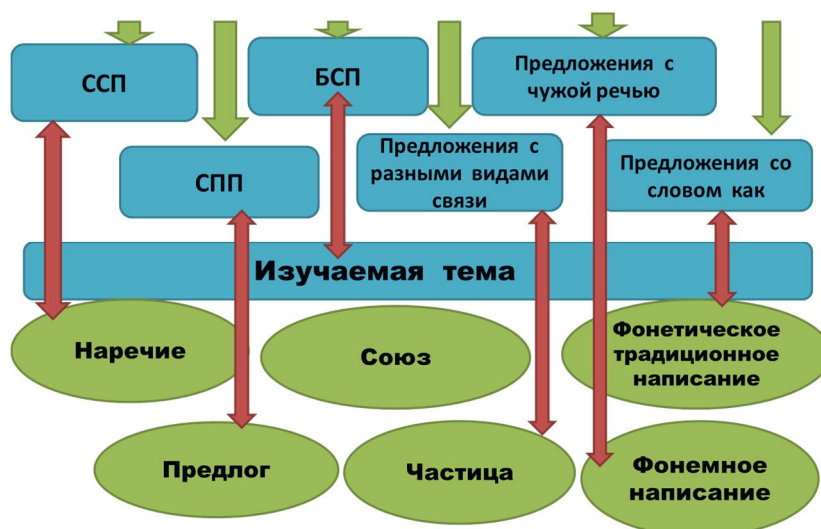 ССП
БСП
Предложения с
чужой речью
СПП
Предложения с
разными видами
связи
Предложения со
словом как
Изучаемая тема
Наречие
Союз
Фонетическое
традиционное
написание
Предлог
Частица
Фонемное
написание